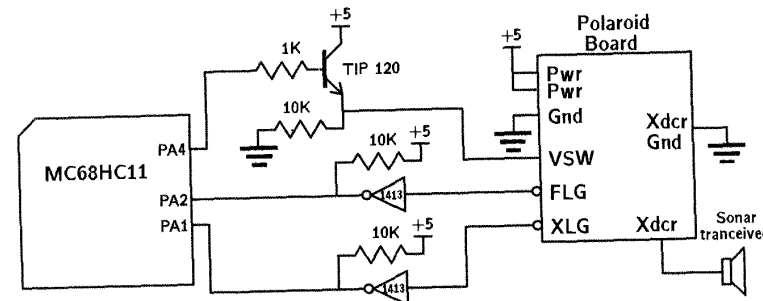 +5
1K
TIP 120
10K
MC68HC11
PA4
PA2
PA1
10K
+5
1413
10K
+5
1413
Polaroid
Board
+5
Pwr
Pwr
Gnd
VSW
FLG
XLG
Xdcr
Gnd
Xdcr
Sonar
tranceive